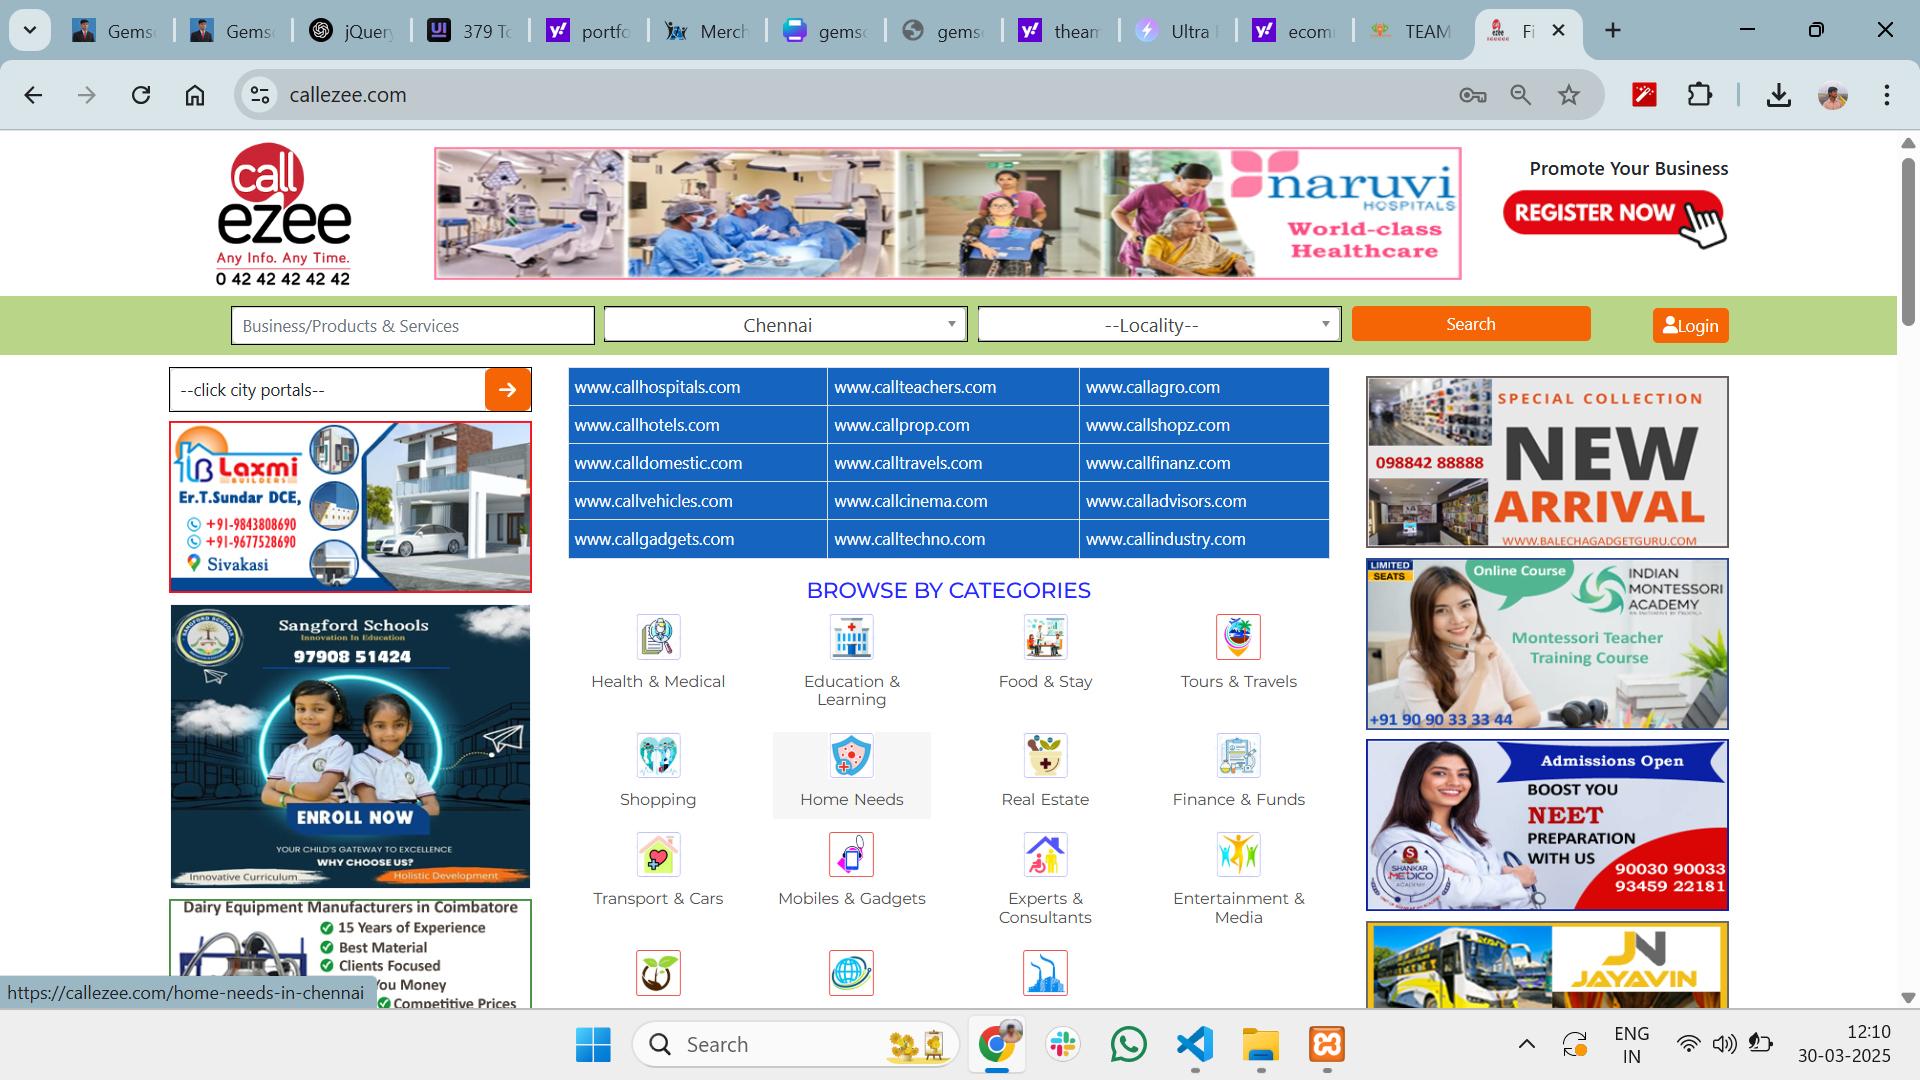 Gems
Gems
jQuery
379 To
portfo
Merch
gems
gems
theam
Ultra
ecom
TEAM
Fi
callezee.com
call
ezee
Any Info. Any Time.
0 42 42 42 42 42
naruvi
HOSPITALS
World-class
Healthcare
Promote Your Business
REGISTER NOW
Business/Products & Services
Chennai
--Locality--
Search
Login
--click city portals--
www.callhospitals.com
www.callteachers.com
www.callagro.com
www.callhotels.com
www.callprop.com
www.callshopz.com
www.calldomestic.com
www.calltravels.com
www.callfinanz.com
www.callvehicles.com
www.callcinema.com
www.calladvisors.com
www.callgadgets.com
www.calltechno.com
www.callindustry.com
Laxmi
BUILDERS
Er.T.Sundar DCE,
+91-9843808690
+91-9677528690
Sivakasi
Sangford Schools
Innovation In Education
97908 51424
ENROLL NOW
YOUR CHILD'S GATEWAY TO EXCELLENCE
WHY CHOOSE US?
Innovative Curriculum
Holistic Development
Dairy Equipment Manufacturers in Coimbatore
15 Years of Experience
Best Material
Clients Focused
You Money
Competitive Prices
BROWSE BY CATEGORIES
Health & Medical
Education &
Learning
Food & Stay
Tours & Travels
Shopping
Home Needs
Real Estate
Finance & Funds
Transport & Cars
Mobiles & Gadgets
Experts &
Consultants
Entertainment &
Media
SPECIAL COLLECTION
NEW
ARRIVAL
098842 88888
WWW.BALECHAGADGETGURU.COM
LIMITED
SEATS
Online Course
INDIAN
MONTESSORI
ACADEMY
Montessori Teacher
Training Course
+91 90 90 33 33 44
Admissions Open
BOOST YOU
NEET
PREPARATION
WITH US
SHANKAR
MEDICO
ACADEMY
90030 90033
93459 22181
JAYAVIN
https://callezee.com/home-needs-in-chennai
Search
ENG
IN
12:10
30-03-2025